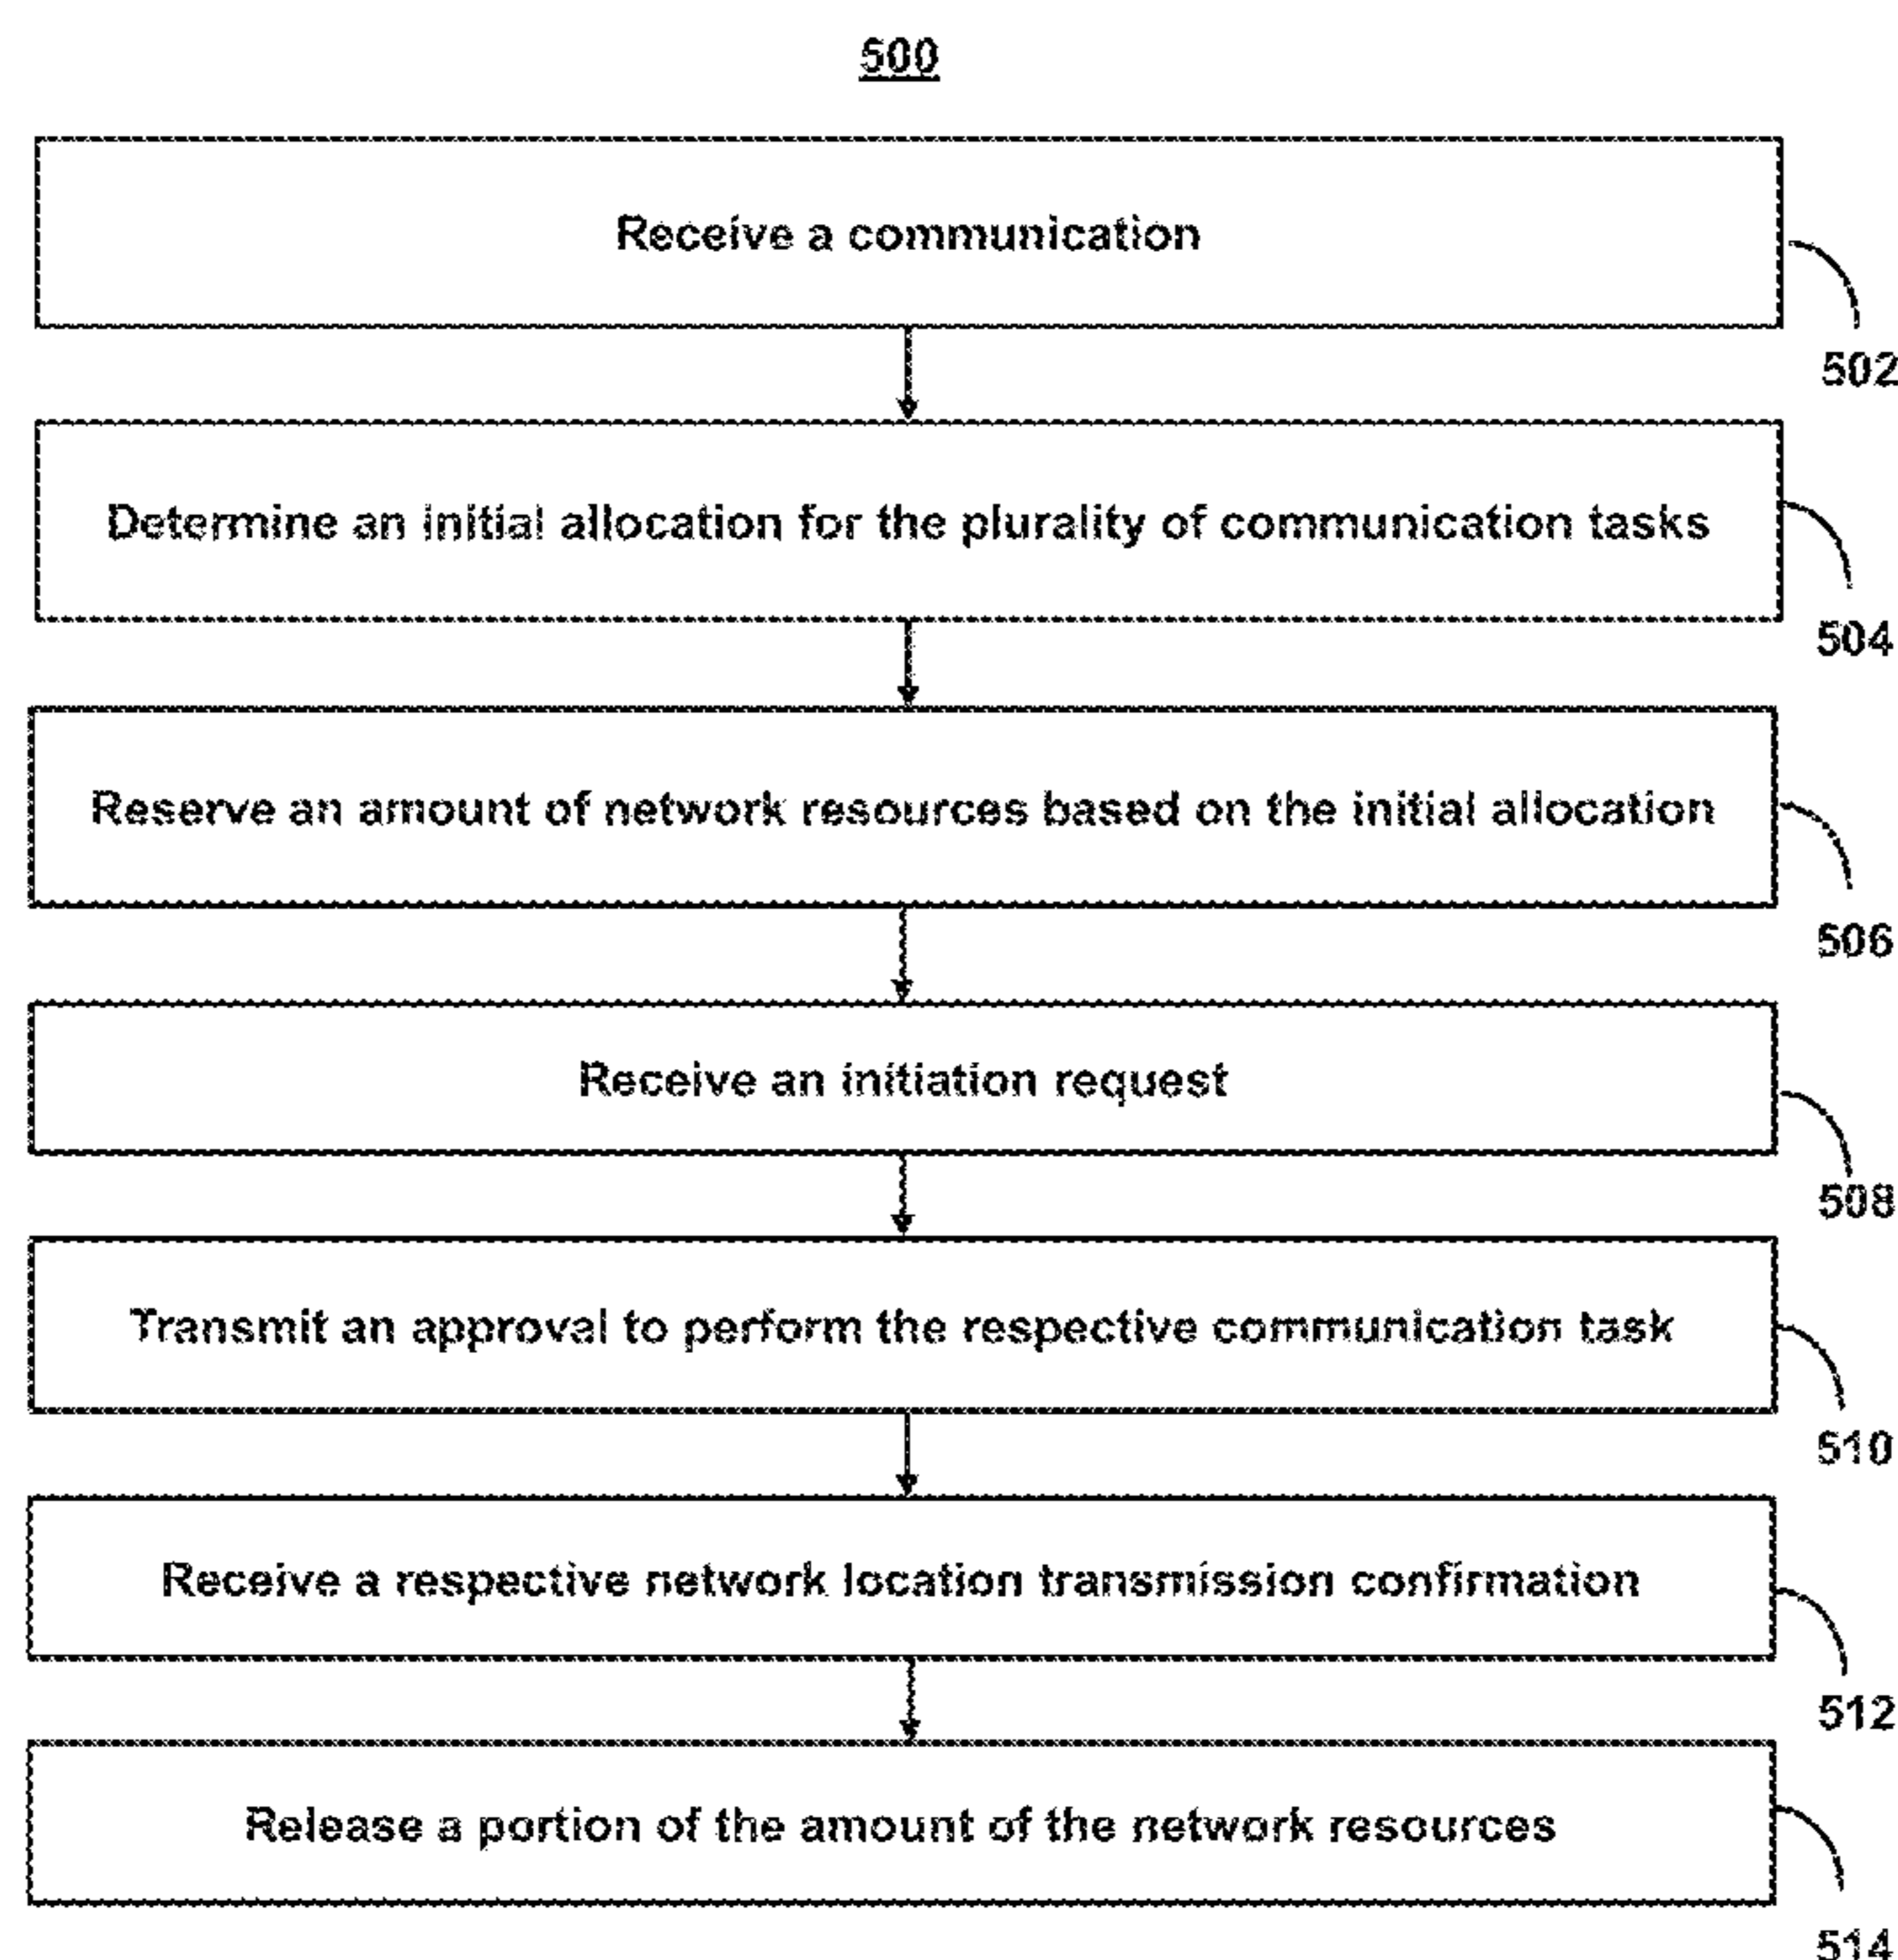 500
Receive a communication
502
Determine an initial allocation for the plurality of communication tasks
504
Reserve an amount of network resources based on the initial allocation
506
Receive an initiation request
508
Transmit an approval to perform the respective communication task
510
Receive a respective network location transmission confirmation
512
Release a portion of the amount of the network resources
514